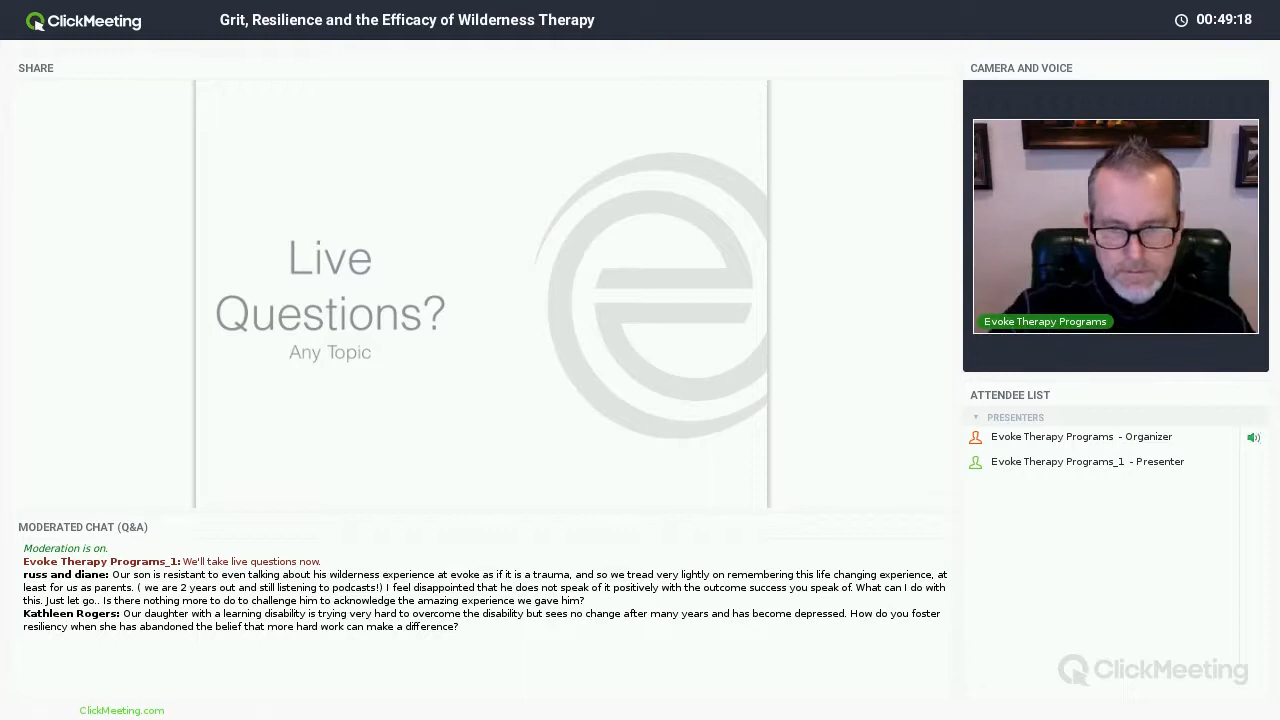 ClickMeeting
Grit, Resilience and the Efficacy of Wilderness Therapy
00:49:18
SHARE
CAMERA AND VOICE
Live
Questions?
Any Topic
Evoke Therapy Programs
ATTENDEE LIST
PRESENTERS
Evoke Therapy Programs - Organizer
Evoke Therapy Programs_1 - Presenter
MODERATED CHAT (Q&A)
Moderation is on.
Evoke Therapy Programs_1: We'll take live questions now.
russ and diane: Our son is resistant to even talking about his wilderness experience at evoke as if it is a trauma, and so we tread very lightly on remembering this life changing experience, at
least for us as parents. ( we are 2 years out and still listening to podcasts!) I feel disappointed that he does not speak of it positively with the outcome success you speak of. What can I do with
this. Just let go.. Is there nothing more to do to challenge him to acknowledge the amazing experience we gave him?
Kathleen Rogers: Our daughter with a learning disability is trying very hard to overcome the disability but sees no change after many years and has become depressed. How do you foster
resiliency when she has abandoned the belief that more hard work can make a difference?
ClickMeeting
ClickMeeting.com